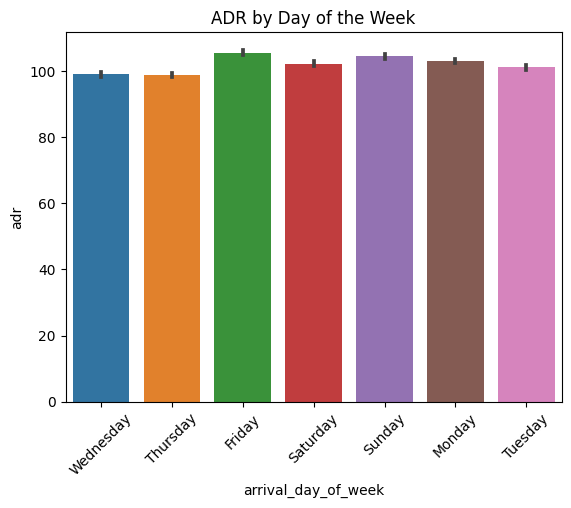 ADR by Day of the Week
adr
100
80
60
40
20
0
Wednesday
Thursday
Friday
Saturday
Sunday
Monday
Tuesday
arrival_day_of_week